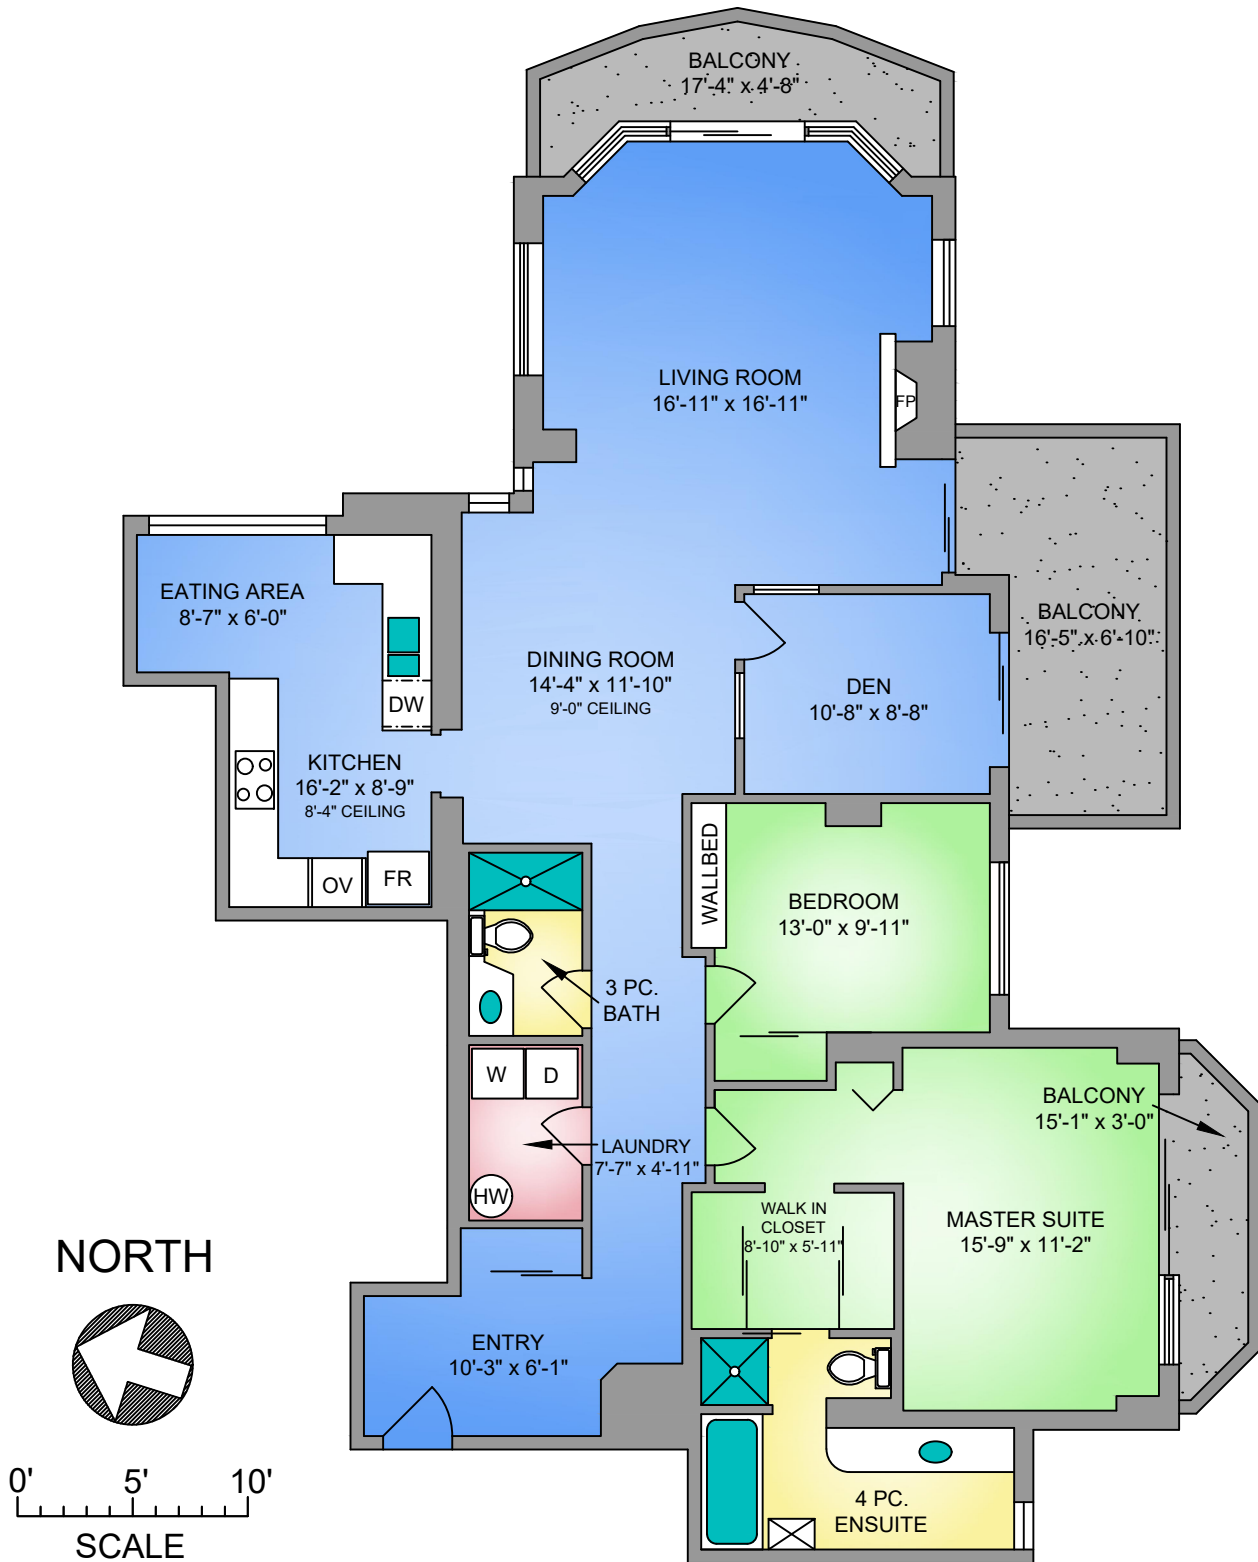 BALCONY
17'-4" x 4'-8"
LIVING ROOM
16'-11" x 16'-11"
FP
EATING AREA
8'-7" x 6'-0"
BALCONY
16'-5" x 6'-10"
DINING ROOM
14'-4" x 11'-10"
9'-0" CEILING
DEN
10'-8" x 8'-8"
DW
KITCHEN
16'-2" x 8'-9"
8'-4" CEILING
OV
FR
WALLBED
BEDROOM
13'-0" x 9'-11"
3 PC.
BATH
W
D
BALCONY
15'-1" x 3'-0"
LAUNDRY
7'-7" x 4'-11"
HW
WALK IN
CLOSET
8'-10" x 5'-11"
MASTER SUITE
15'-9" x 11'-2"
NORTH
ENTRY
10'-3" x 6'-1"
0' 5' 10'
SCALE
4 PC.
ENSUITE